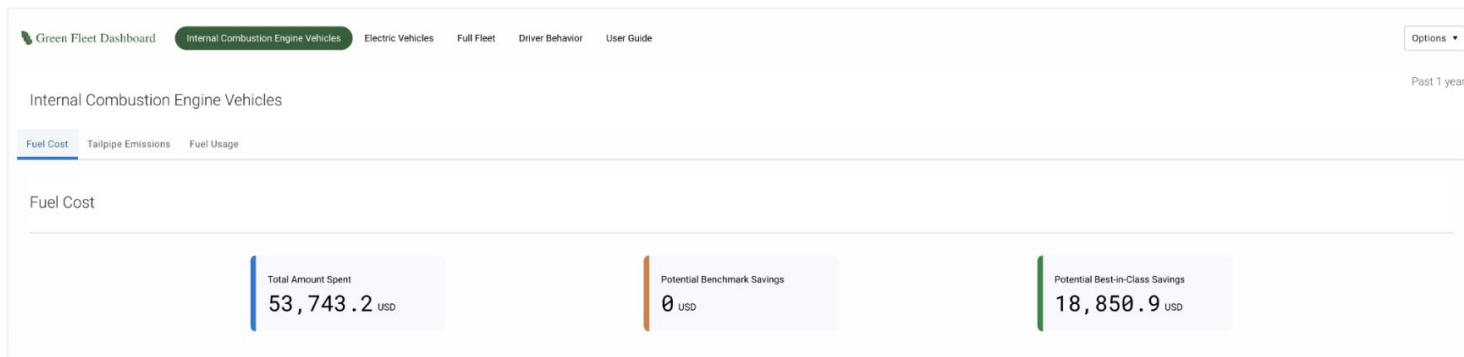 Green Fleet Dashboard Internal Combustion Engine Vehicles Electric Vehicles Full Fleet Driver Behavior User Guide Options ▼
Past 1 year
Internal Combustion Engine Vehicles
Fuel Cost Tailpipe Emissions Fuel Usage
Fuel Cost
Total Amount Spent Potential Benchmark Savings Potential Best-in-Class Savings
53,743.2 USD 0 USD 18,850.9 USD